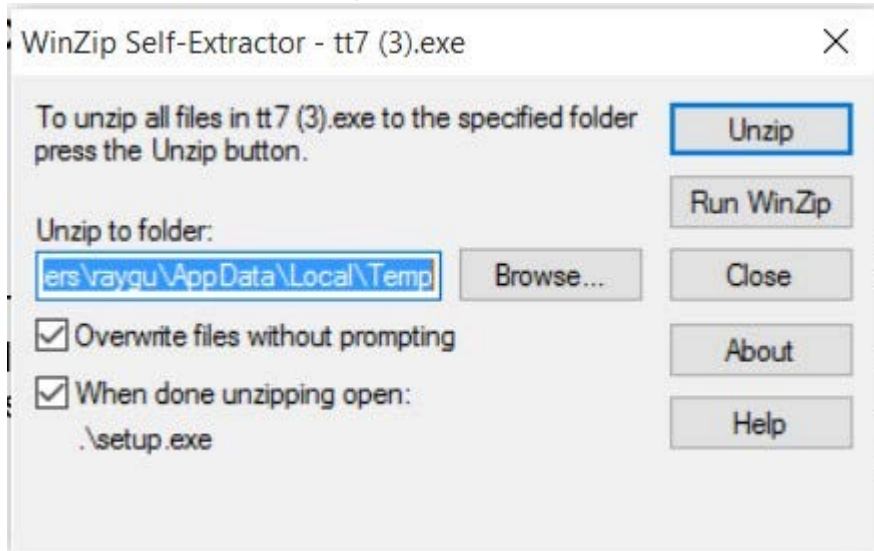 WinZip Self-Extractor - tt7 (3).exe
To unzip all files in tt7 (3).exe to the specified folder
press the Unzip button.
Unzip
Run WinZip
Unzip to folder:
ers\raygu\AppData\Local\Temp
Browse...
Close
Overwrite files without prompting
About
When done unzipping open:
.\setup.exe
Help